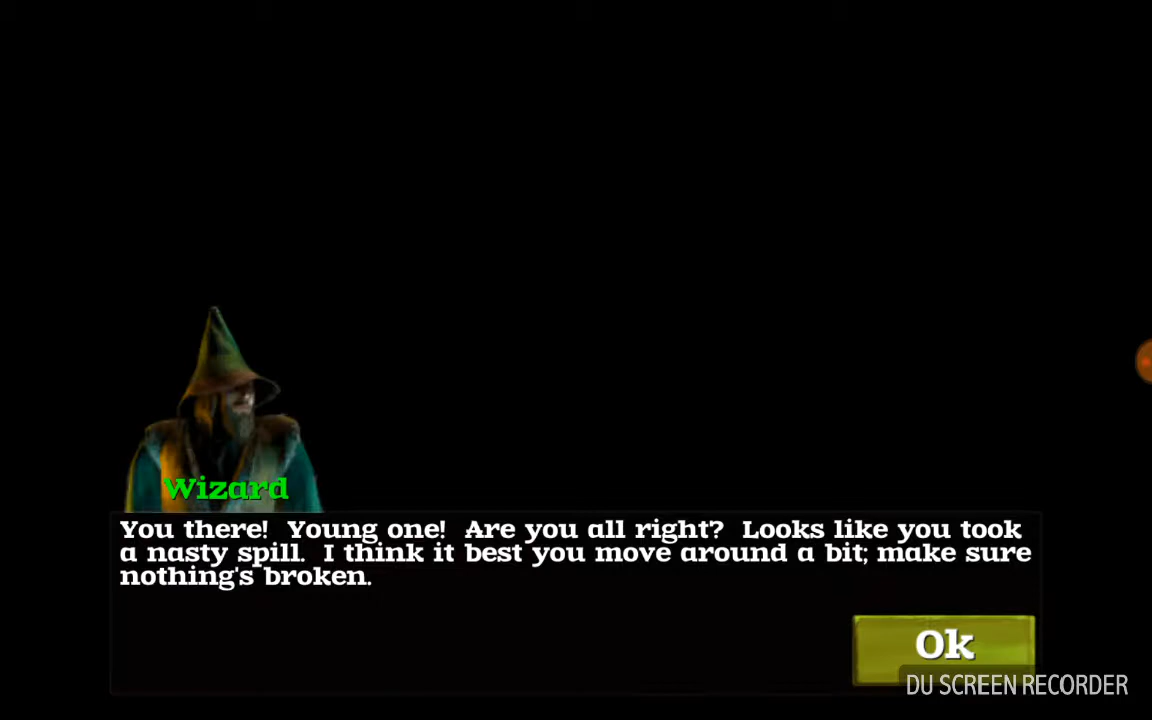 Wizard
You there!  Young one!  Are you all right?  Looks like you took
a nasty spill.  I think it best you move around a bit; make sure
nothing's broken.
Ok
DU SCREEN RECORDER